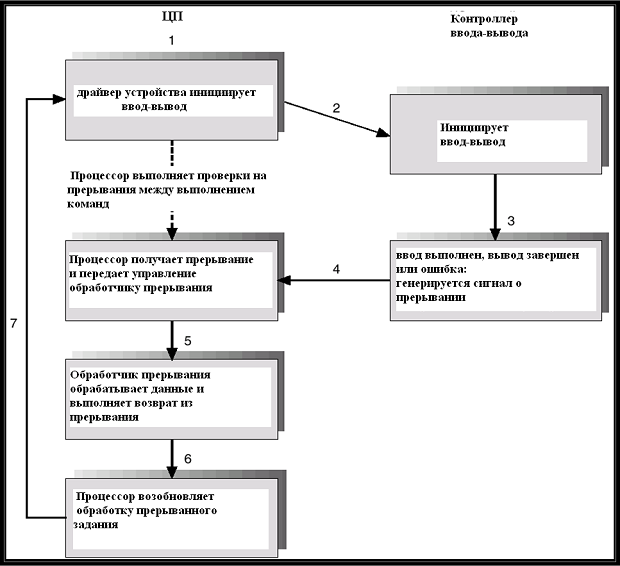 ЦП
Контроллер
ввода-вывода
1
драйвер устройства инициирует
ввод-вывод
2
Инициирует
ввод-вывод
Процессор выполняет проверки на
прерывания между выполнением
команд
3
Процессор получает прерывание
и передает управление
обработчику прерывания
4
ввод выполнен, вывод завершен
или ошибка:
генерируется сигнал о
прерывании
7
5
Обработчик прерывания
обрабатывает данные и
выполняет возврат из
прерывания
6
Процессор возобновляет
обработку прерыванного
задания